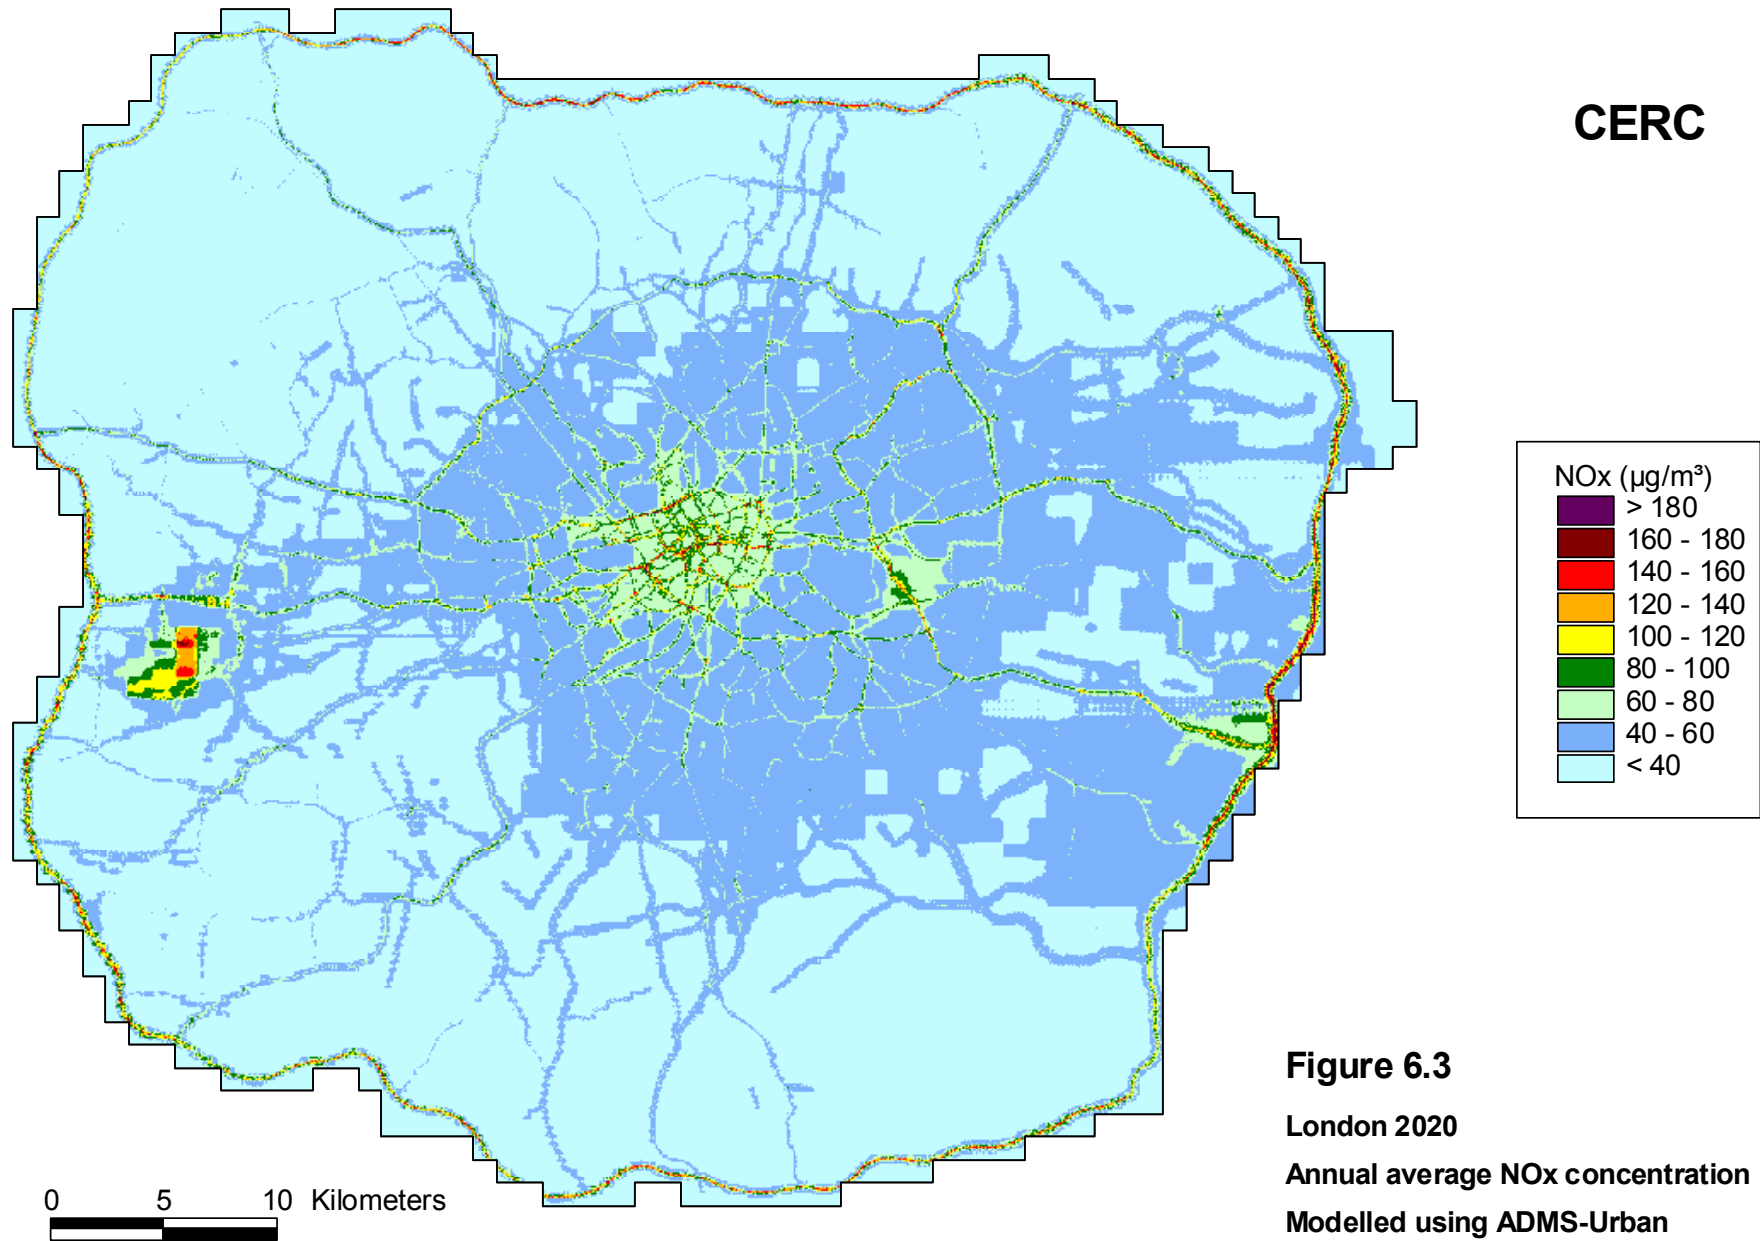 CERC
NOx (µg/m³)
> 180
160 - 180
140 - 160
120 - 140
100 - 120
80 - 100
60 - 80
40 - 60
< 40
Figure 6.3
London 2020
Annual average NOx concentration
Modelled using ADMS-Urban
0 5 10 Kilometers